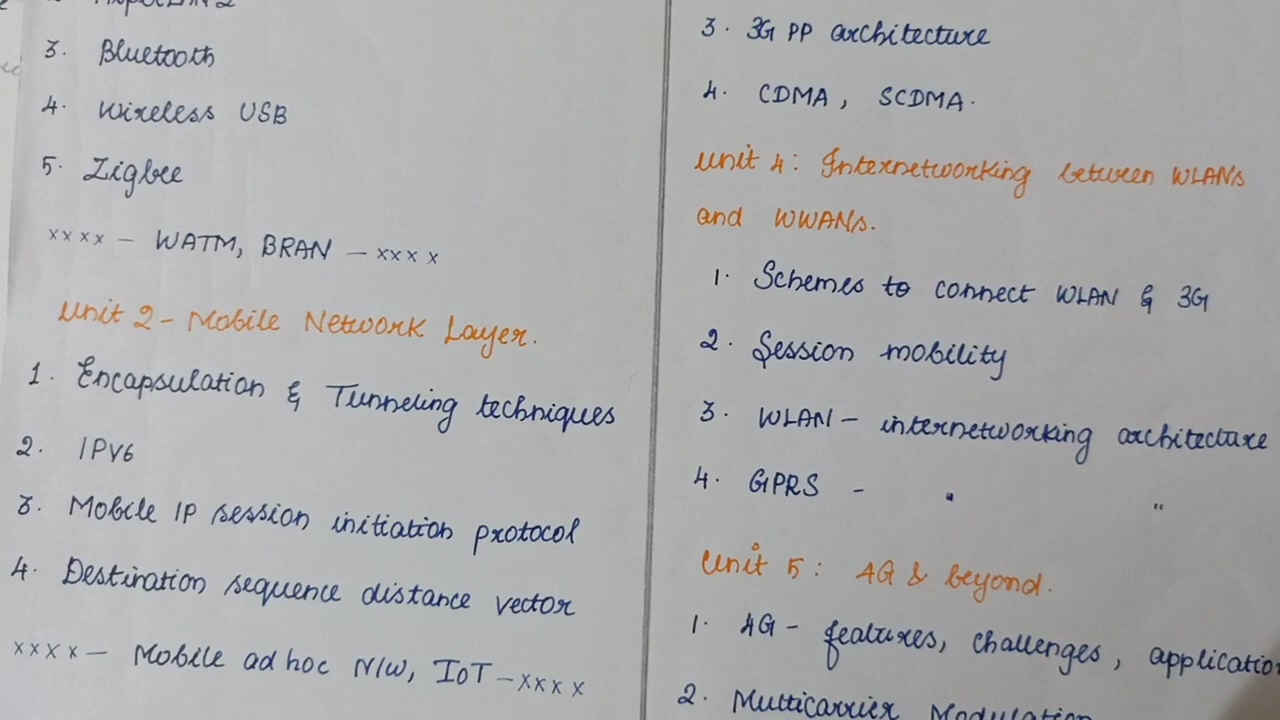 3. Bluetooth
4. Wireless USB
5. Zigbee
xxxx - WATM, BRAN - xxxx
Unit 2 - Mobile Network Layer.
1. Encapsulation & Tunneling techniques
2. IPV6
3. Mobile IP session initiation protocol
4. Destination sequence distance vector
xxxx - Mobile ad hoc N/W, IoT - xxxx
3. 3G PP architecture
4. CDMA, SCDMA.
Unit 4: Internetworking between WLANs
and WWANs.
1. Schemes to connect WLAN & 3G
2. Session mobility
3. WLAN - internetworking architecture
4. GPRS - " "
Unit 5: 4G & beyond.
1. 4G - features, challenges, applicatio
2. Multicarrier Modulation